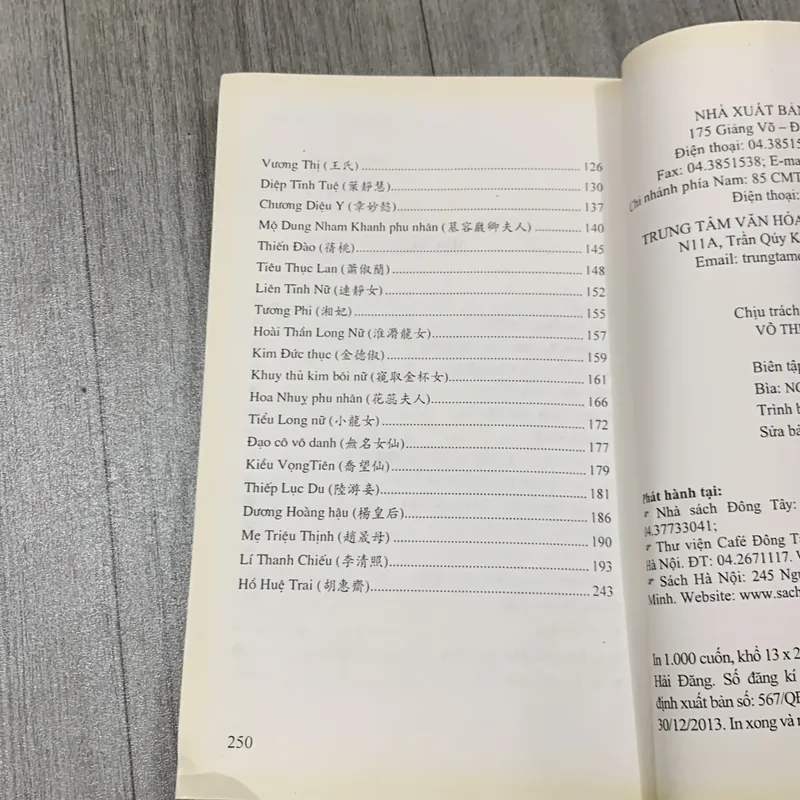 Vương Thị (王氏) ........ 126
Diệp Tĩnh Tuệ (葉靜慧) ........ 130
Chương Diệu Y (章妙懿) ........ 137
Mộ Dung Nham Khanh phu nhân (慕容巖卿夫人) ........ 140
Thiến Đào (蒨桃) ........ 145
Tiêu Thục Lan (蕭俶蘭) ........ 148
Liên Tĩnh Nữ (連靜女) ........ 152
Tương Phi (湘妃) ........ 155
Hoài Thần Long Nữ (淮潛龍女) ........ 157
Kim Đức thục (金德俶) ........ 159
Khuy thủ kim bôi nữ (窺取金杯女) ........ 161
Hoa Nhuỵ phu nhân (花蕊夫人) ........ 166
Tiểu Long nữ (小龍女) ........ 172
Đạo cô vô danh (無名女仙) ........ 177
Kiều VọngTiên (喬望仙) ........ 179
Thiếp Lục Du (陸游妾) ........ 181
Dương Hoàng hậu (楊皇后) ........ 186
Mẹ Triệu Thịnh (趙晟母) ........ 190
Lí Thanh Chiếu (李清照) ........ 193
Hồ Huệ Trai (胡惠齋) ........ 243
250
NHÀ XUẤT BẢN
175 Giảng Võ – Đ
Điện thoại: 04.3851
Fax: 04.3851538; E-ma
Chi nhánh phía Nam: 85 CMT
Điện thoại:
TRUNG TÂM VĂN HÓA
N11A, Trần Qúy K
Email: trungtam
Chịu trách
VÕ TH
Biên tập
Bìa: NG
Trình b
Sửa bả
Phát hành tại:
Nhà sách Đông Tây:
04.37733041;
Thư viện Café Đông T
Hà Nội. ĐT: 04.2671117.
Sách Hà Nội: 245 Ng
Minh. Website: www.sach
In 1.000 cuốn, khổ 13 x 2
Hải Đăng. Số đăng kí
định xuất bản số: 567/QĐ
30/12/2013. In xong và n